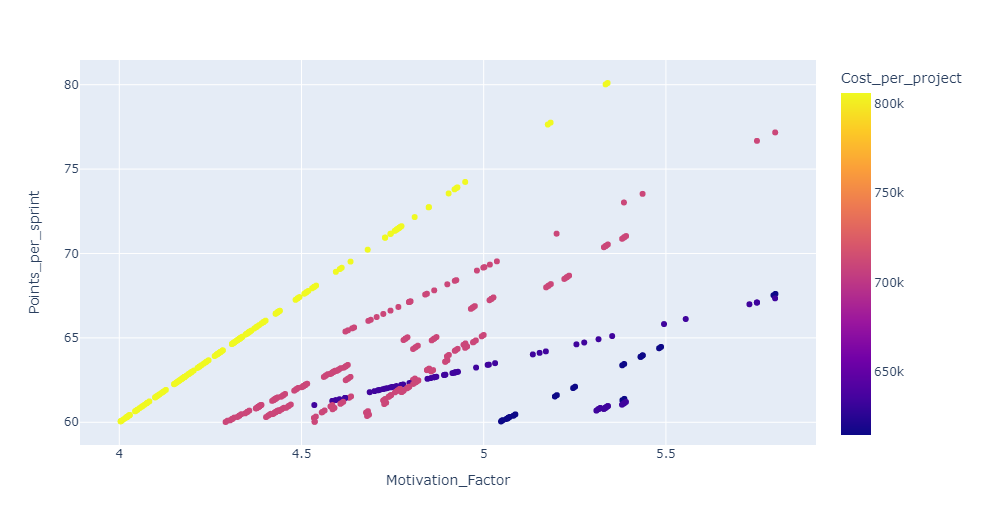 Cost_per_project
80
75
70
65
60
Points_per_sprint
4
4.5
5
5.5
Motivation_Factor
800k
750k
700k
650k